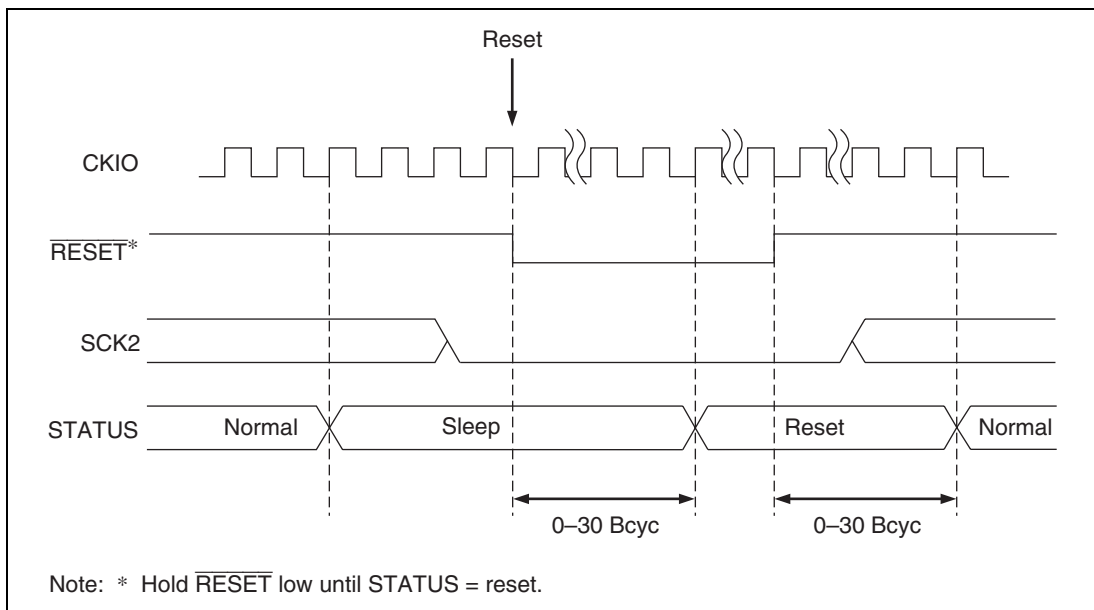 Reset
CKIO
RESET*
SCK2
STATUS Normal Sleep Reset Normal
0–30 Bcyc 0–30 Bcyc
Note: * Hold RESET low until STATUS = reset.